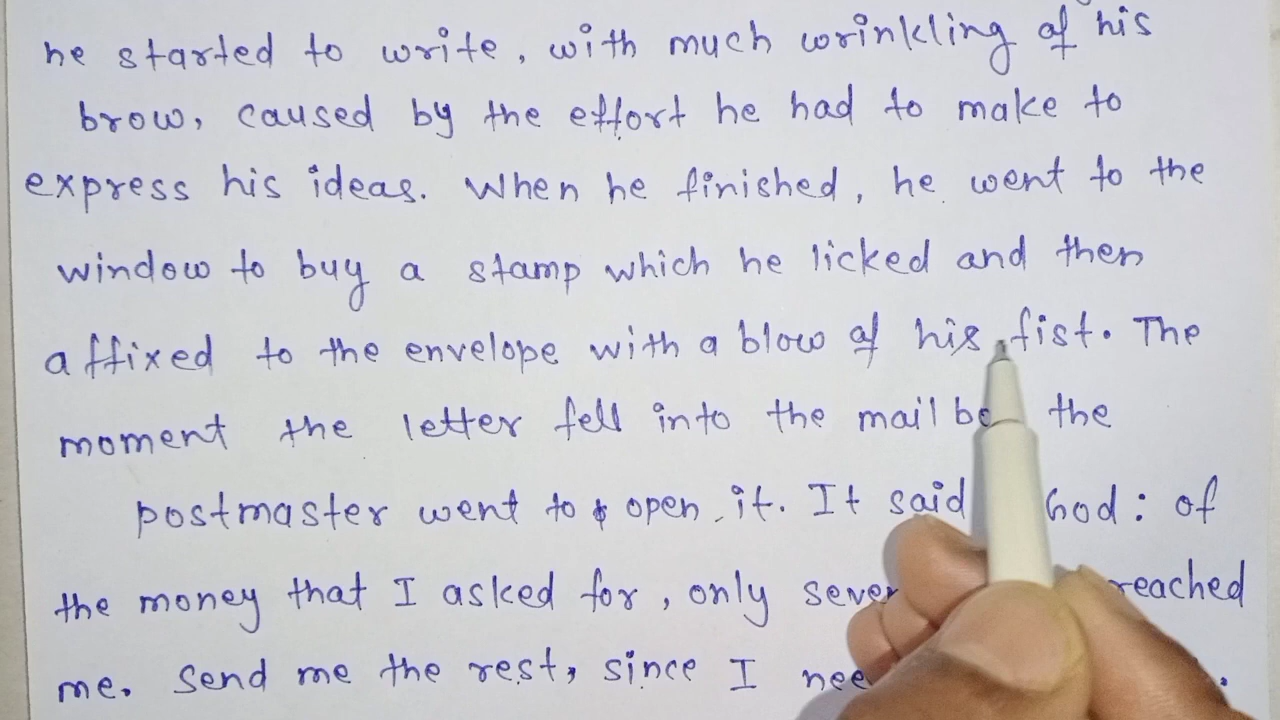 he started to write, with much wrinkling of his
brow, caused by the effort he had to make to
express his ideas. When he finished, he went to the
window to buy a stamp which he licked and then
affixed to the envelope with a blow of his fist. The
moment the letter fell into the mail the
postmaster went to open it. It said God: of
the money that I asked for, only reached
me. Send me the rest, since I